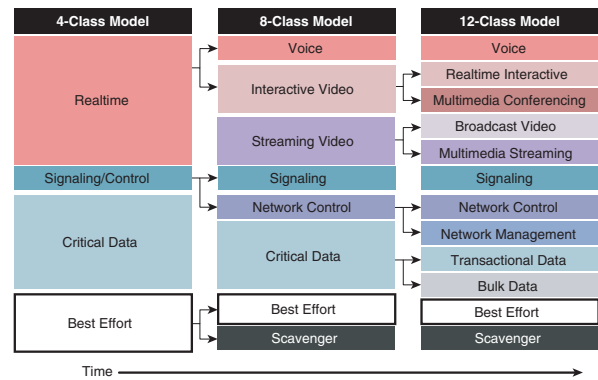 4-Class Model
8-Class Model
12-Class Model
Realtime
Signaling/Control
Critical Data
Best Effort
Voice
Interactive Video
Streaming Video
Signaling
Network Control
Critical Data
Best Effort
Scavenger
Voice
Realtime Interactive
Multimedia Conferencing
Broadcast Video
Multimedia Streaming
Signaling
Network Control
Network Management
Transactional Data
Bulk Data
Best Effort
Scavenger
Time